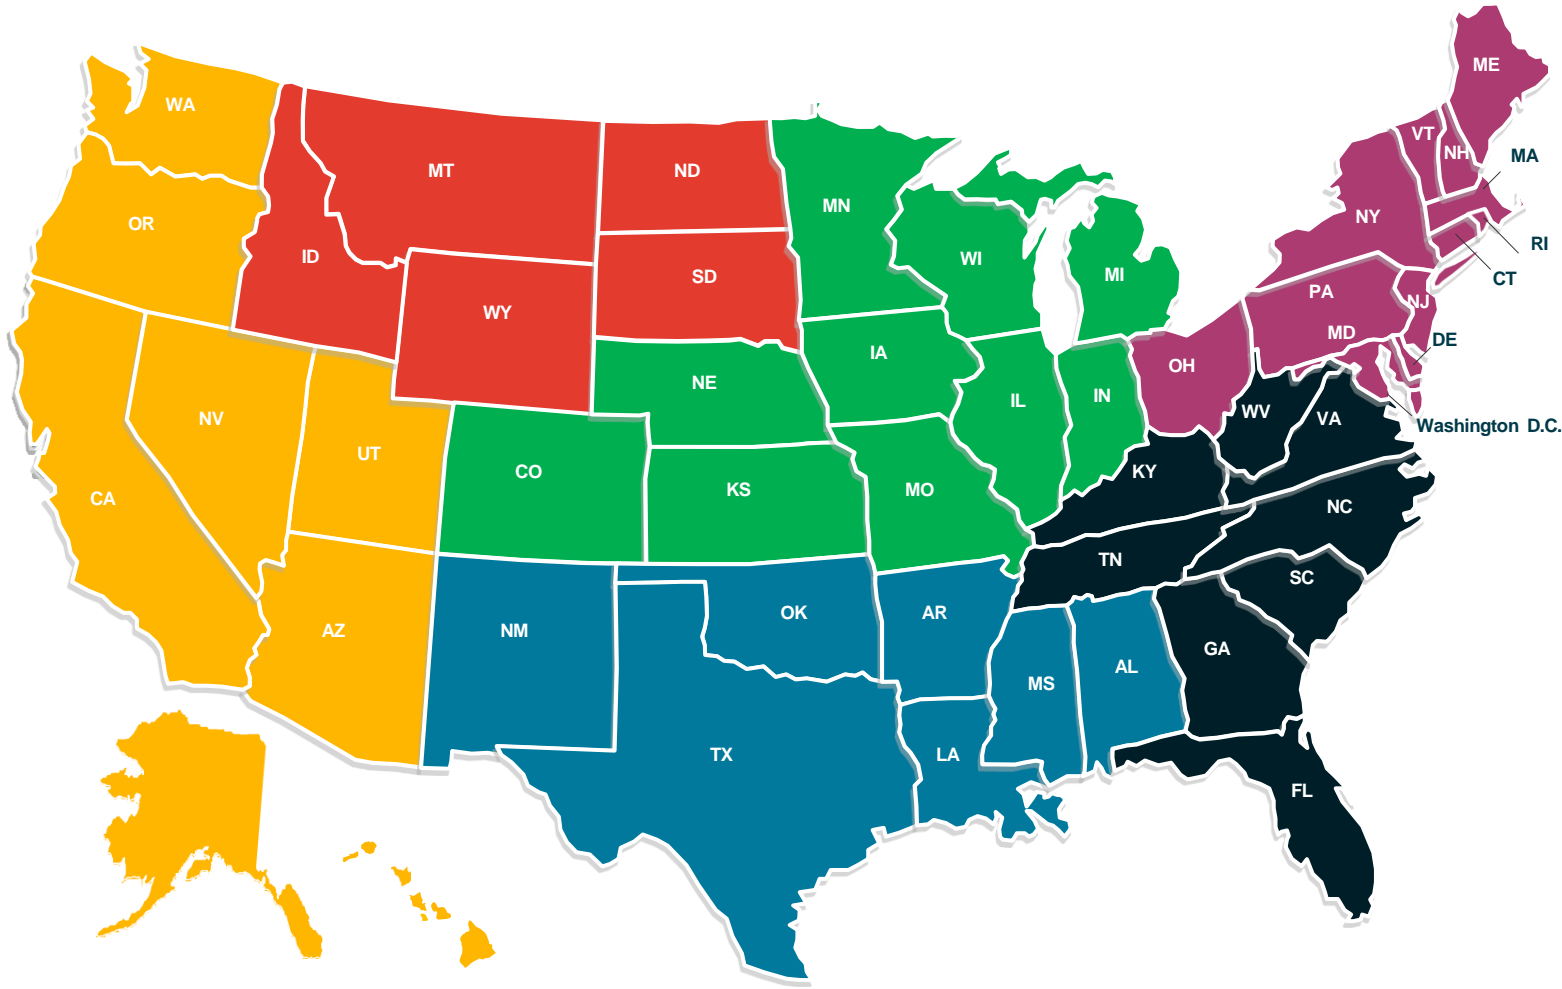 ME
WA
VT
NH
MA
MT
ND
MN
NY
OR
RI
WI
ID
SD
MI
CT
PA
NJ
WY
MD
DE
IA
OH
NE
IL
IN
WV
NV
VA
Washington D.C.
UT
CO
KY
CA
KS
MO
NC
TN
SC
AZ
NM
OK
AR
GA
AL
MS
TX
LA
FL